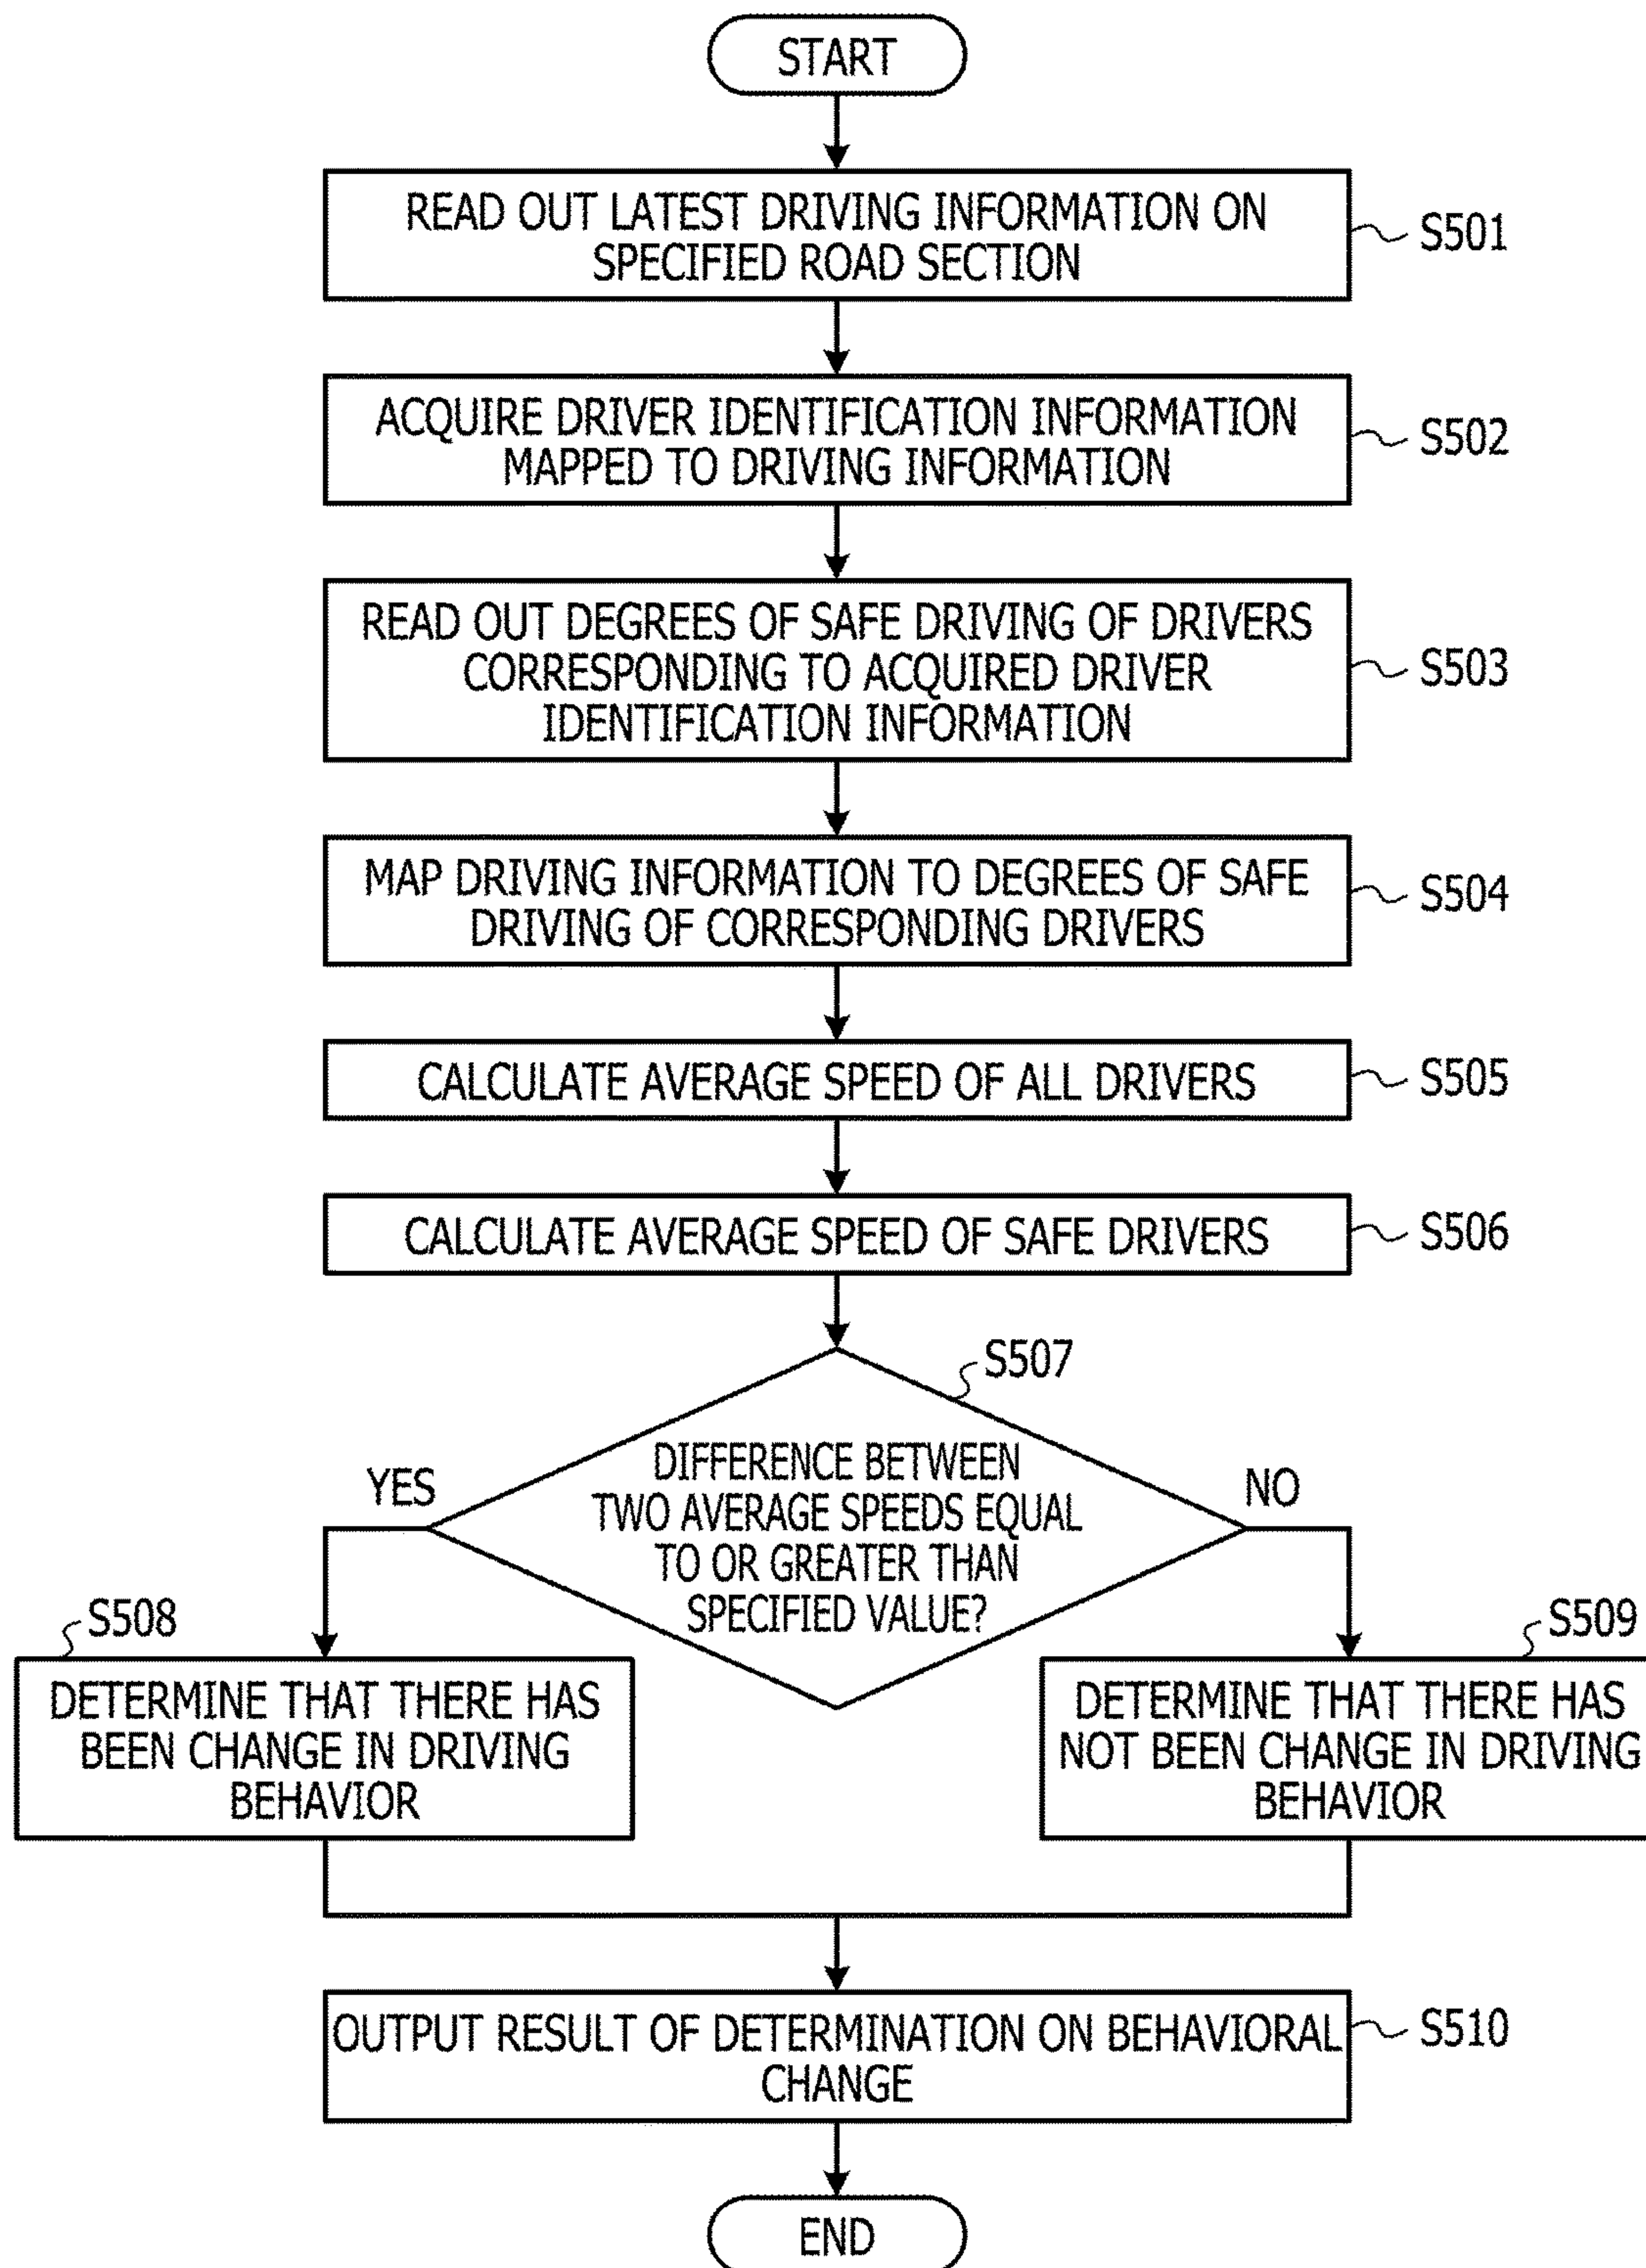 START
READ OUT LATEST DRIVING INFORMATION ON
SPECIFIED ROAD SECTION
S501
ACQUIRE DRIVER IDENTIFICATION INFORMATION
MAPPED TO DRIVING INFORMATION
S502
READ OUT DEGREES OF SAFE DRIVING OF DRIVERS
CORRESPONDING TO ACQUIRED DRIVER
IDENTIFICATION INFORMATION
S503
MAP DRIVING INFORMATION TO DEGREES OF SAFE
DRIVING OF CORRESPONDING DRIVERS
S504
CALCULATE AVERAGE SPEED OF ALL DRIVERS
S505
CALCULATE AVERAGE SPEED OF SAFE DRIVERS
S506
S507
DIFFERENCE BETWEEN
TWO AVERAGE SPEEDS EQUAL
TO OR GREATER THAN
SPECIFIED VALUE?
YES
NO
S508
DETERMINE THAT THERE HAS
BEEN CHANGE IN DRIVING
BEHAVIOR
S509
DETERMINE THAT THERE HAS
NOT BEEN CHANGE IN DRIVING
BEHAVIOR
OUTPUT RESULT OF DETERMINATION ON BEHAVIORAL
CHANGE
S510
END